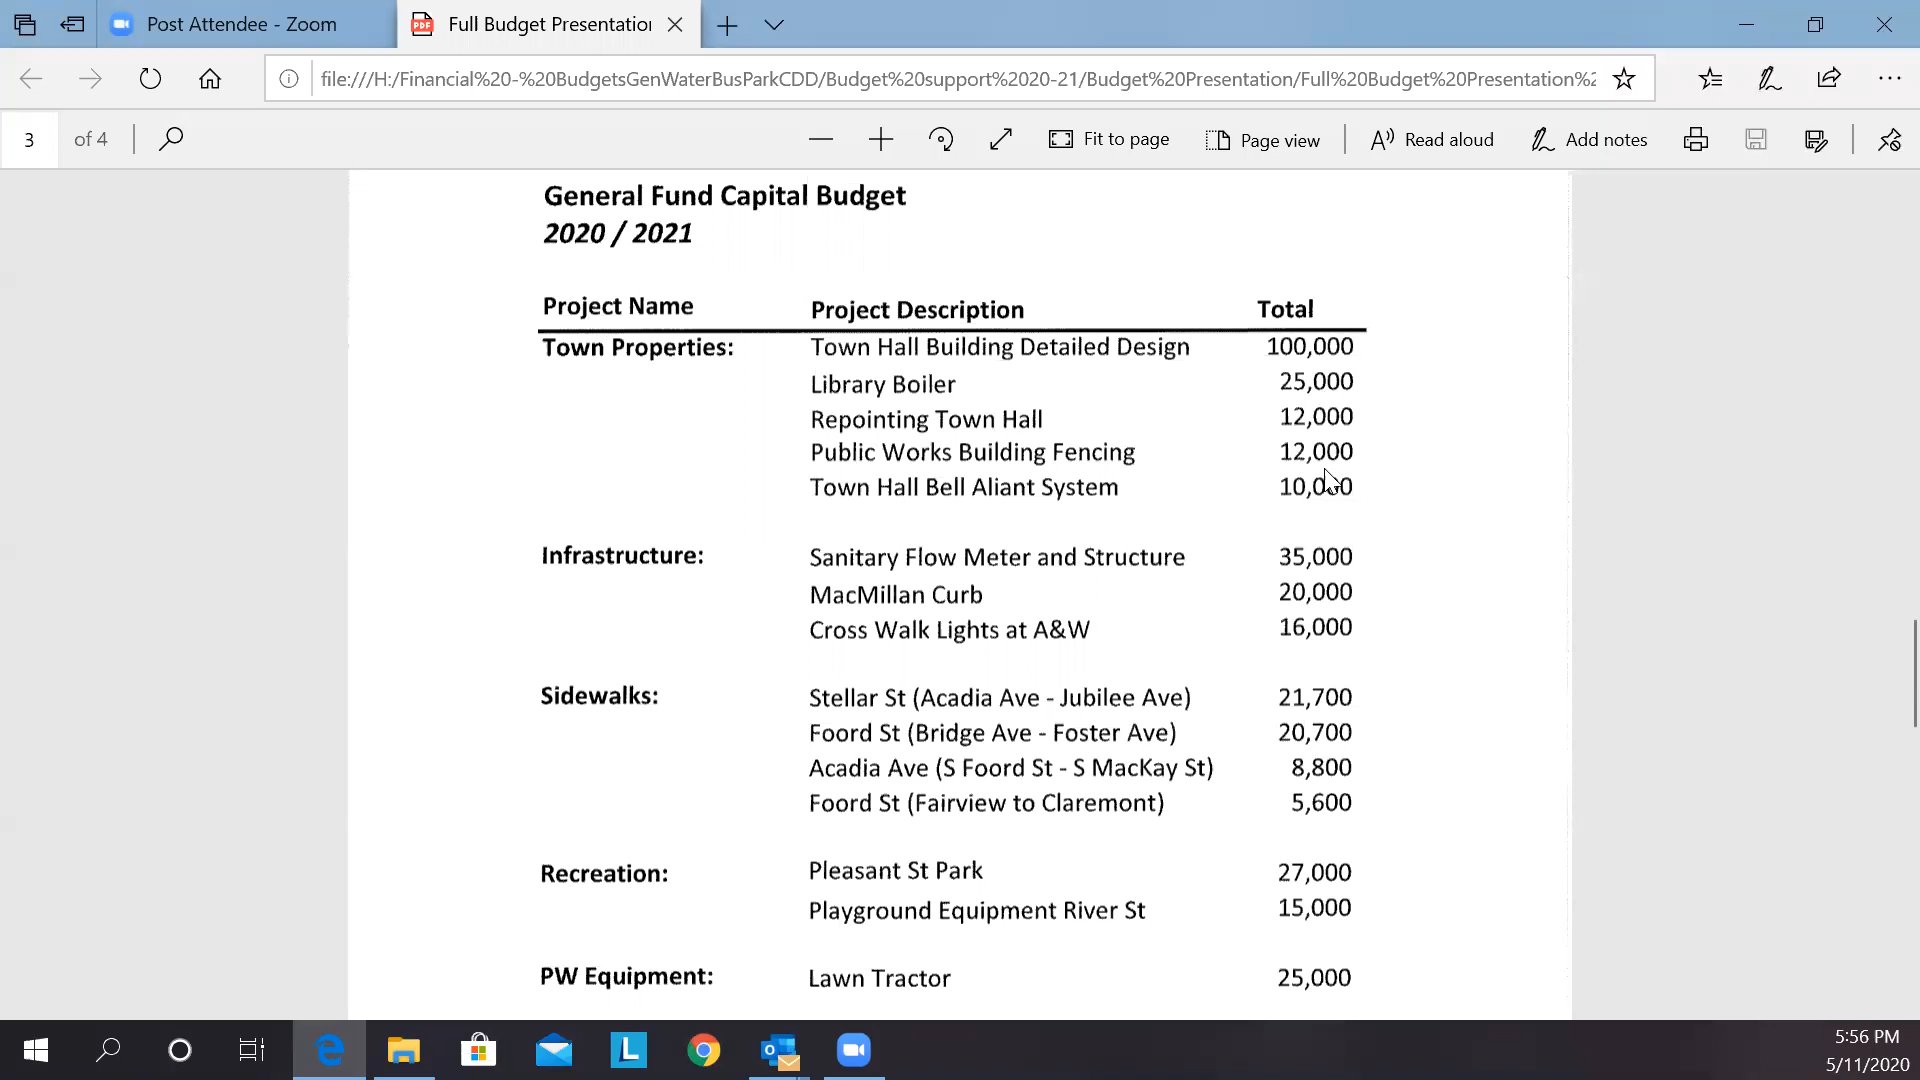 Post Attendee - Zoom
Full Budget Presentatio
file:///H:/Financial%20-%20BudgetsGenWaterBusParkCDD/Budget%20support%2020-21/Budget%20Presentation/Full%20Budget%20Presentation%2
3 of 4
Fit to page
Page view
Read aloud
Add notes
General Fund Capital Budget
2020 / 2021
Project Name Project Description Total
Town Properties: Town Hall Building Detailed Design 100,000
Library Boiler 25,000
Repointing Town Hall 12,000
Public Works Building Fencing 12,000
Town Hall Bell Aliant System 10,000
Infrastructure: Sanitary Flow Meter and Structure 35,000
MacMillan Curb 20,000
Cross Walk Lights at A&W 16,000
Sidewalks: Stellar St (Acadia Ave - Jubilee Ave) 21,700
Foord St (Bridge Ave - Foster Ave) 20,700
Acadia Ave (S Foord St - S MacKay St) 8,800
Foord St (Fairview to Claremont) 5,600
Recreation: Pleasant St Park 27,000
Playground Equipment River St 15,000
PW Equipment: Lawn Tractor 25,000
5:56 PM
5/11/2020